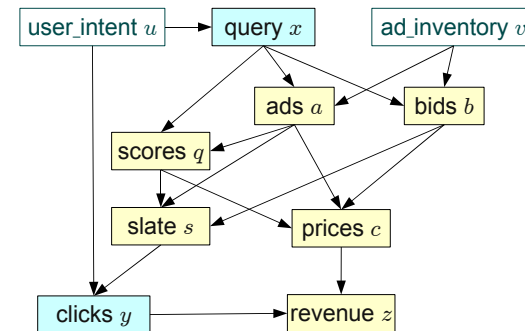 user_intent u
query x
ad_inventory v
ads a
bids b
scores q
slate s
prices c
clicks y
revenue z